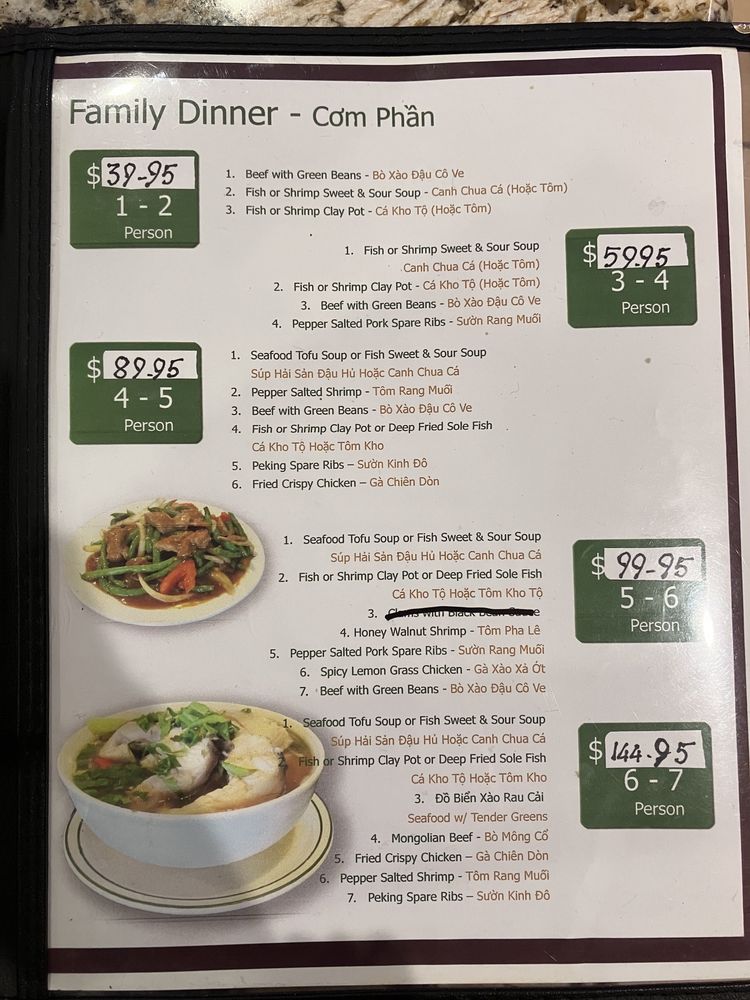 Family Dinner - Cơm Phần
$ 39-95
1 - 2
Person
1. Beef with Green Beans - Bò Xào Đậu Cô Ve
2. Fish or Shrimp Sweet & Sour Soup - Canh Chua Cá (Hoặc Tôm)
3. Fish or Shrimp Clay Pot - Cá Kho Tộ (Hoặc Tôm)
$ 59.95
3 - 4
Person
1. Fish or Shrimp Sweet & Sour Soup
Canh Chua Cá (Hoặc Tôm)
2. Fish or Shrimp Clay Pot - Cá Kho Tộ (Hoặc Tôm)
3. Beef with Green Beans - Bò Xào Đậu Cô Ve
4. Pepper Salted Pork Spare Ribs - Sườn Rang Muối
$ 89.95
4 - 5
Person
1. Seafood Tofu Soup or Fish Sweet & Sour Soup
Súp Hải Sản Đậu Hủ Hoặc Canh Chua Cá
2. Pepper Salted Shrimp - Tôm Rang Muối
3. Beef with Green Beans - Bò Xào Đậu Cô Ve
4. Fish or Shrimp Clay Pot or Deep Fried Sole Fish
Cá Kho Tộ Hoặc Tôm Kho
5. Peking Spare Ribs – Sườn Kinh Đô
6. Fried Crispy Chicken – Gà Chiên Dòn
$ 99-95
5 - 6
Person
1. Seafood Tofu Soup or Fish Sweet & Sour Soup
Súp Hải Sản Đậu Hủ Hoặc Canh Chua Cá
2. Fish or Shrimp Clay Pot or Deep Fried Sole Fish
Cá Kho Tộ Hoặc Tôm Kho Tộ
3. Clams with Black Bean Sauce
4. Honey Walnut Shrimp - Tôm Pha Lê
5. Pepper Salted Pork Spare Ribs - Sườn Rang Muối
6. Spicy Lemon Grass Chicken - Gà Xào Xả Ớt
7. Beef with Green Beans - Bò Xào Đậu Cô Ve
$ 144.95
6 - 7
Person
1. Seafood Tofu Soup or Fish Sweet & Sour Soup
Súp Hải Sản Đậu Hủ Hoặc Canh Chua Cá
2. Fish or Shrimp Clay Pot or Deep Fried Sole Fish
Cá Kho Tộ Hoặc Tôm Kho
3. Đồ Biển Xào Rau Cải
Seafood w/ Tender Greens
4. Mongolian Beef - Bò Mông Cổ
5. Fried Crispy Chicken – Gà Chiên Dòn
6. Pepper Salted Shrimp - Tôm Rang Muối
7. Peking Spare Ribs – Sườn Kinh Đô